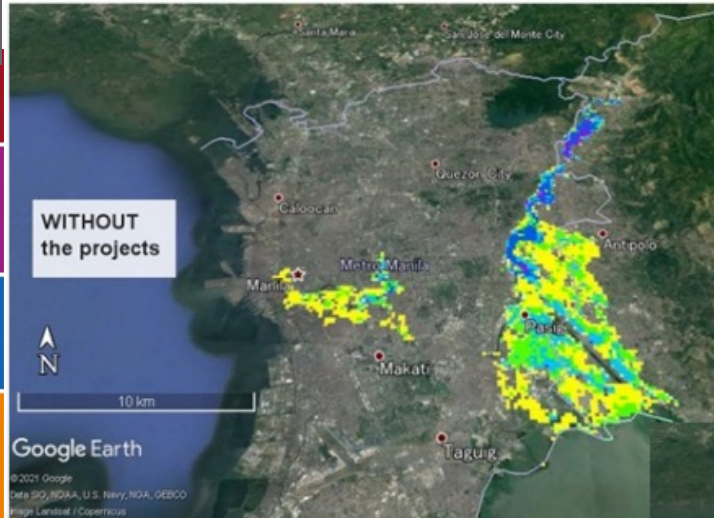 Santa Maria
San Jose del Monte City
Quezon City
Caloocan
WITHOUT
the projects
Antipolo
Metro Manila
Manila
Pasig
Makati
N
10 km
Taguig
Google Earth
©2021 Google
Data SIO, NOAA, U.S. Navy, NGA, GEBCO
Image Landsat / Copernicus